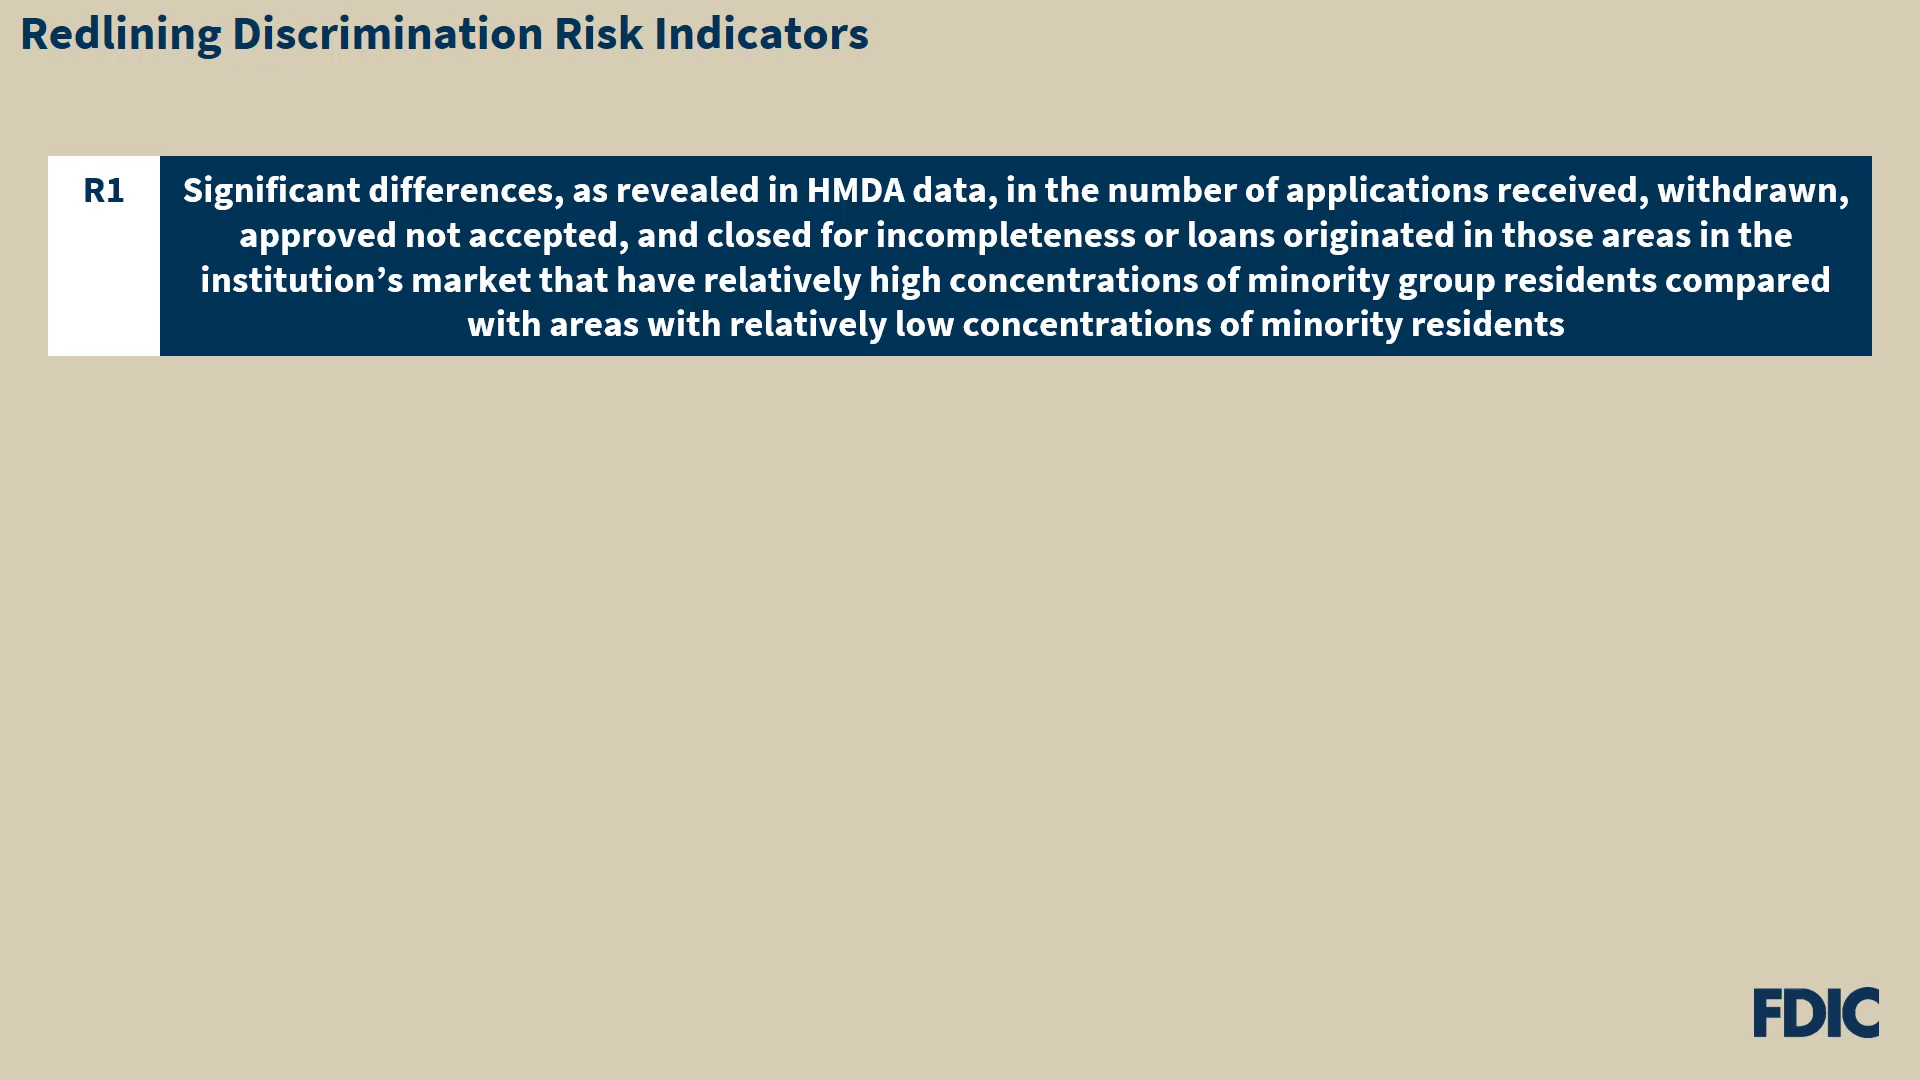 Redlining Discrimination Risk Indicators
R1
Significant differences, as revealed in HMDA data, in the number of applications received, withdrawn,
approved not accepted, and closed for incompleteness or loans originated in those areas in the
institution’s market that have relatively high concentrations of minority group residents compared
with areas with relatively low concentrations of minority residents
FDIC